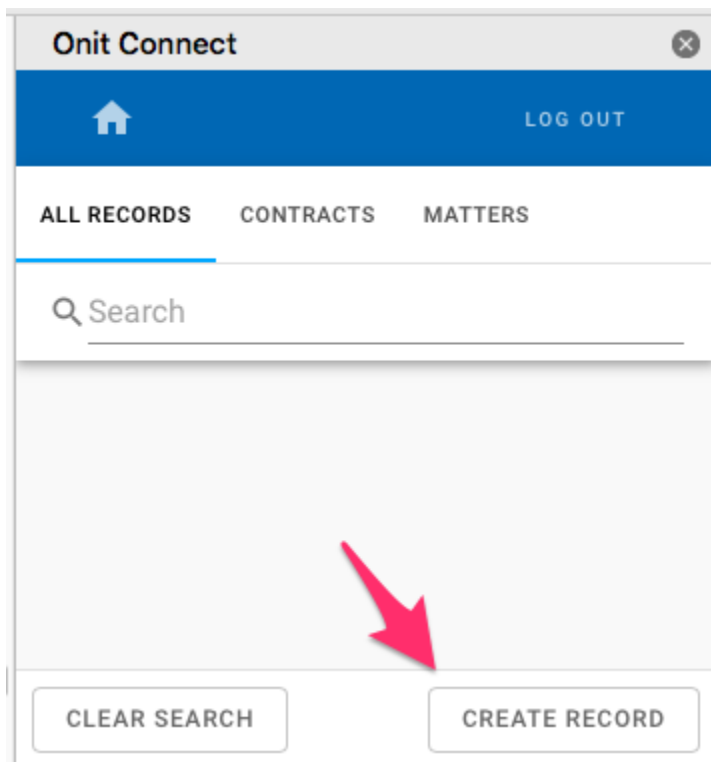 Onit Connect
LOG OUT
ALL RECORDS CONTRACTS MATTERS
Search
CLEAR SEARCH CREATE RECORD